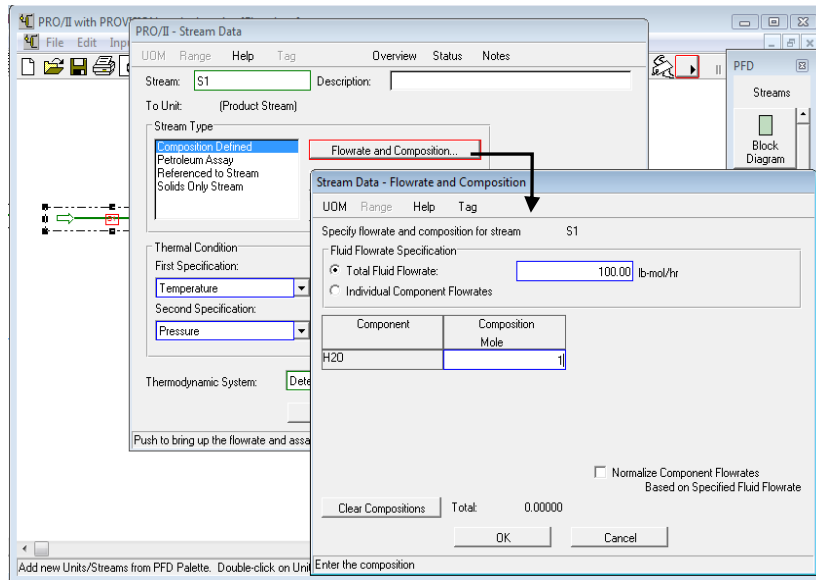 PRO/II with PROV
File Edit Inpu
PRO/II - Stream Data
UOM Range Help Tag Overview Status Notes
Stream: S1 Description:
To Unit: (Product Stream)
Stream Type
Composition Defined
Petroleum Assay
Referenced to Stream
Solids Only Stream
Flowrate and Composition...
Thermal Condition
First Specification:
Temperature
Second Specification:
Pressure
Thermodynamic System: Dete
Push to bring up the flowrate and assa
PFD
Streams
Block
Diagram
Stream Data - Flowrate and Composition
UOM Range Help Tag
Specify flowrate and composition for stream S1
Fluid Flowrate Specification
Total Fluid Flowrate: 100.00 lb-mol/hr
Individual Component Flowrates
Component Composition
Mole
H2O 1
Normalize Component Flowrates
Based on Specified Fluid Flowrate
Clear Compositions Total: 0.00000
OK Cancel
Enter the composition
Add new Units/Streams from PFD Palette. Double-click on Uni